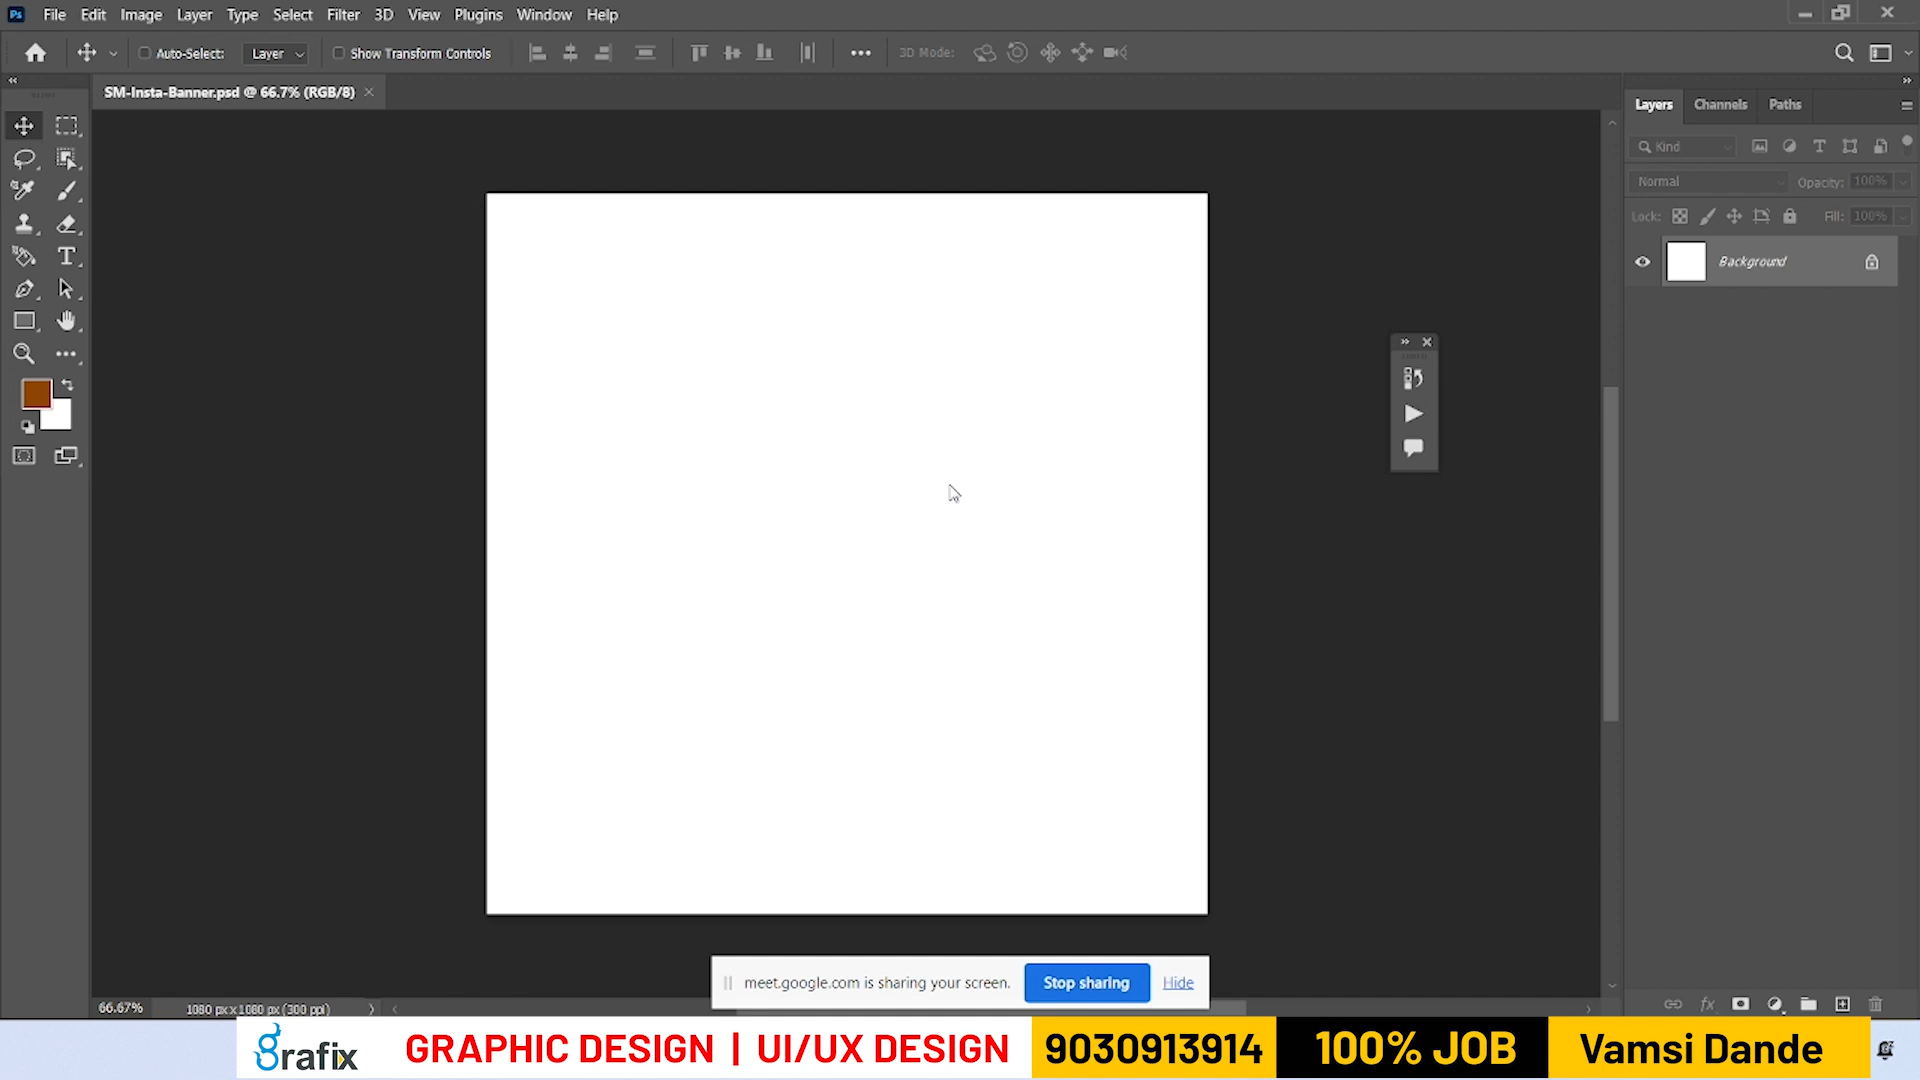 Ps File Edit Image Layer Type Select Filter 3D View Plugins Window Help
Auto-Select: Layer Show Transform Controls 3D Mode:
SM-Insta-Banner.psd @ 66.7% (RGB/8)
Layers Channels Paths
Kind
Normal Opacity: 100%
Lock: Fill: 100%
Background
meet.google.com is sharing your screen. Stop sharing Hide
66.67% 1080 px x 1080 px (300 ppi)
grafix GRAPHIC DESIGN | UI/UX DESIGN 9030913914 100% JOB Vamsi Dande